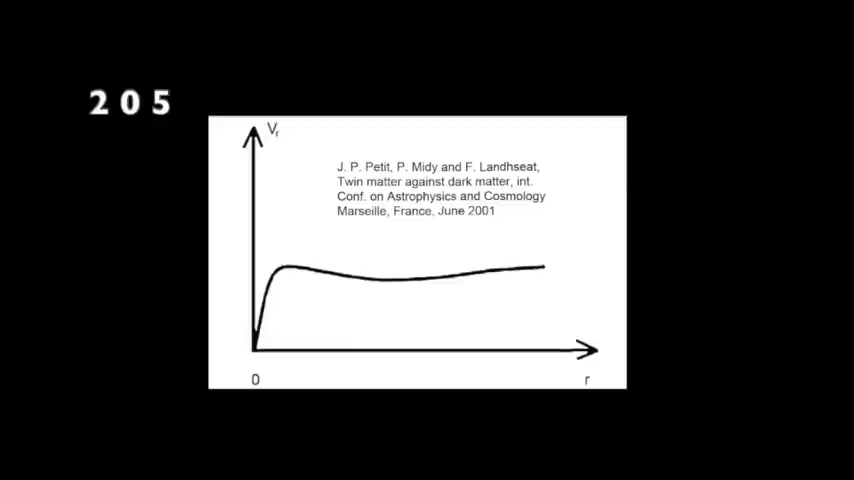 2 0 5
Vr
J. P. Petit, P. Midy and F. Landhseat,
Twin matter against dark matter, int.
Conf. on Astrophysics and Cosmology
Marseille, France, June 2001
0
r